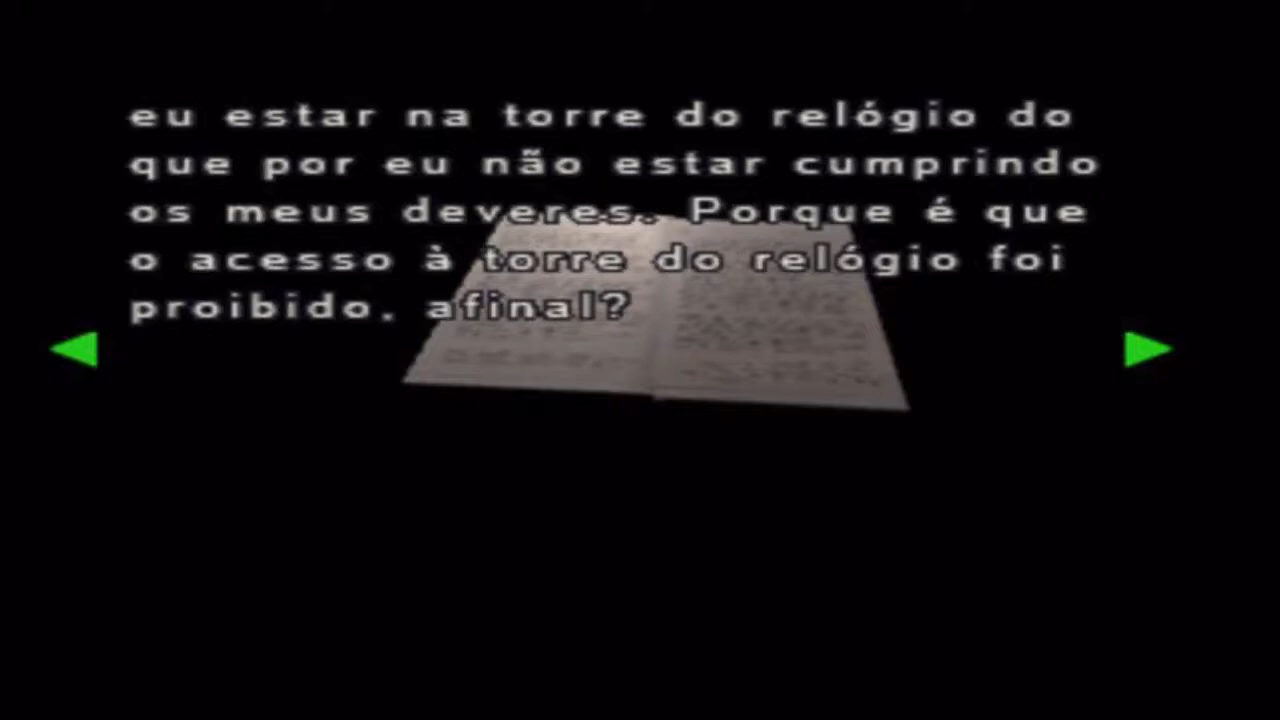 eu estar na torre do relógio do
que por eu não estar cumprindo
os meus deveres. Porque é que
o acesso à torre do relógio foi
proibido, afinal?